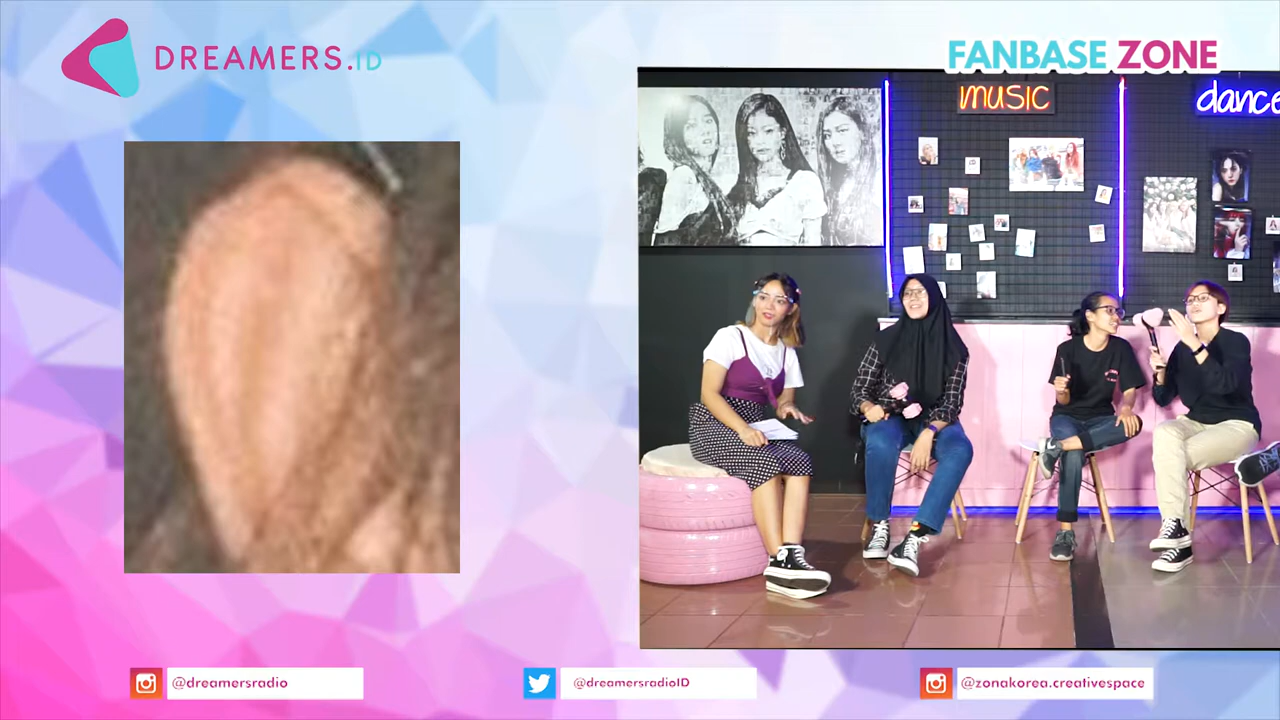 DREAMERS.ID
FANBASE ZONE
music
dance
@dreamersradio
@dreamersradioID
@zonakorea.creativespace